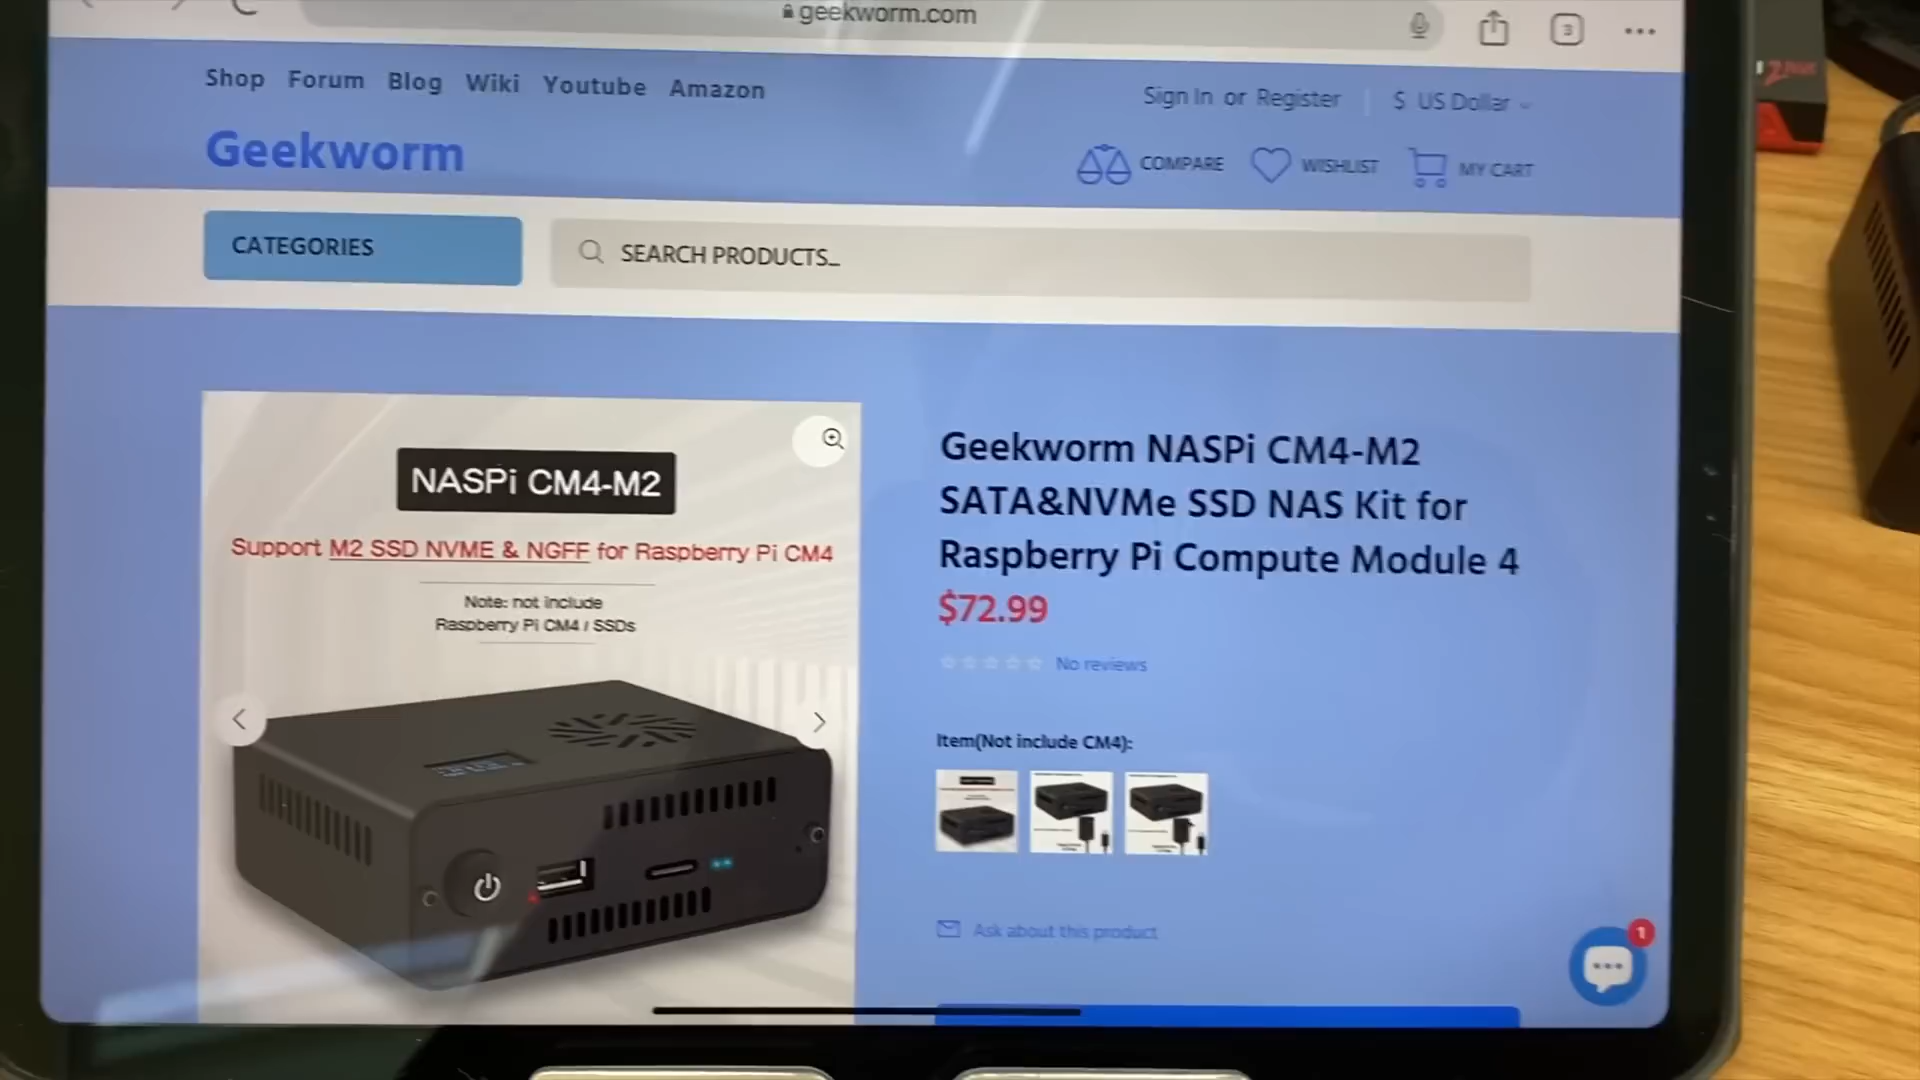 geekworm.com
3
Shop Forum Blog Wiki Youtube Amazon
Sign In or Register
$ US Dollar
Geekworm
COMPARE
WISHLIST
MY CART
CATEGORIES
SEARCH PRODUCTS...
NASPi CM4-M2
Support M2 SSD NVME & NGFF for Raspberry Pi CM4
Note: not include
Raspberry Pi CM4 / SSDs
Geekworm NASPi CM4-M2
SATA&NVMe SSD NAS Kit for
Raspberry Pi Compute Module 4
$72.99
No reviews
Item(Not include CM4):
Ask about this product
1